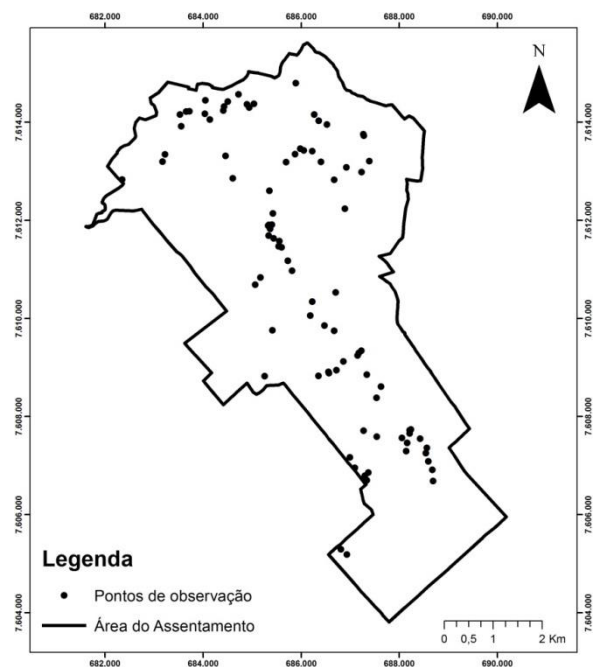 682.000 684.000 686.000 688.000 690.000
N
7.614.000 7.614.000
7.612.000 7.612.000
7.610.000 7.610.000
7.608.000 7.608.000
7.606.000 7.606.000
7.604.000 7.604.000
Legenda
Pontos de observação
Área do Assentamento
0 0,5 1 2 Km
682.000 684.000 686.000 688.000 690.000